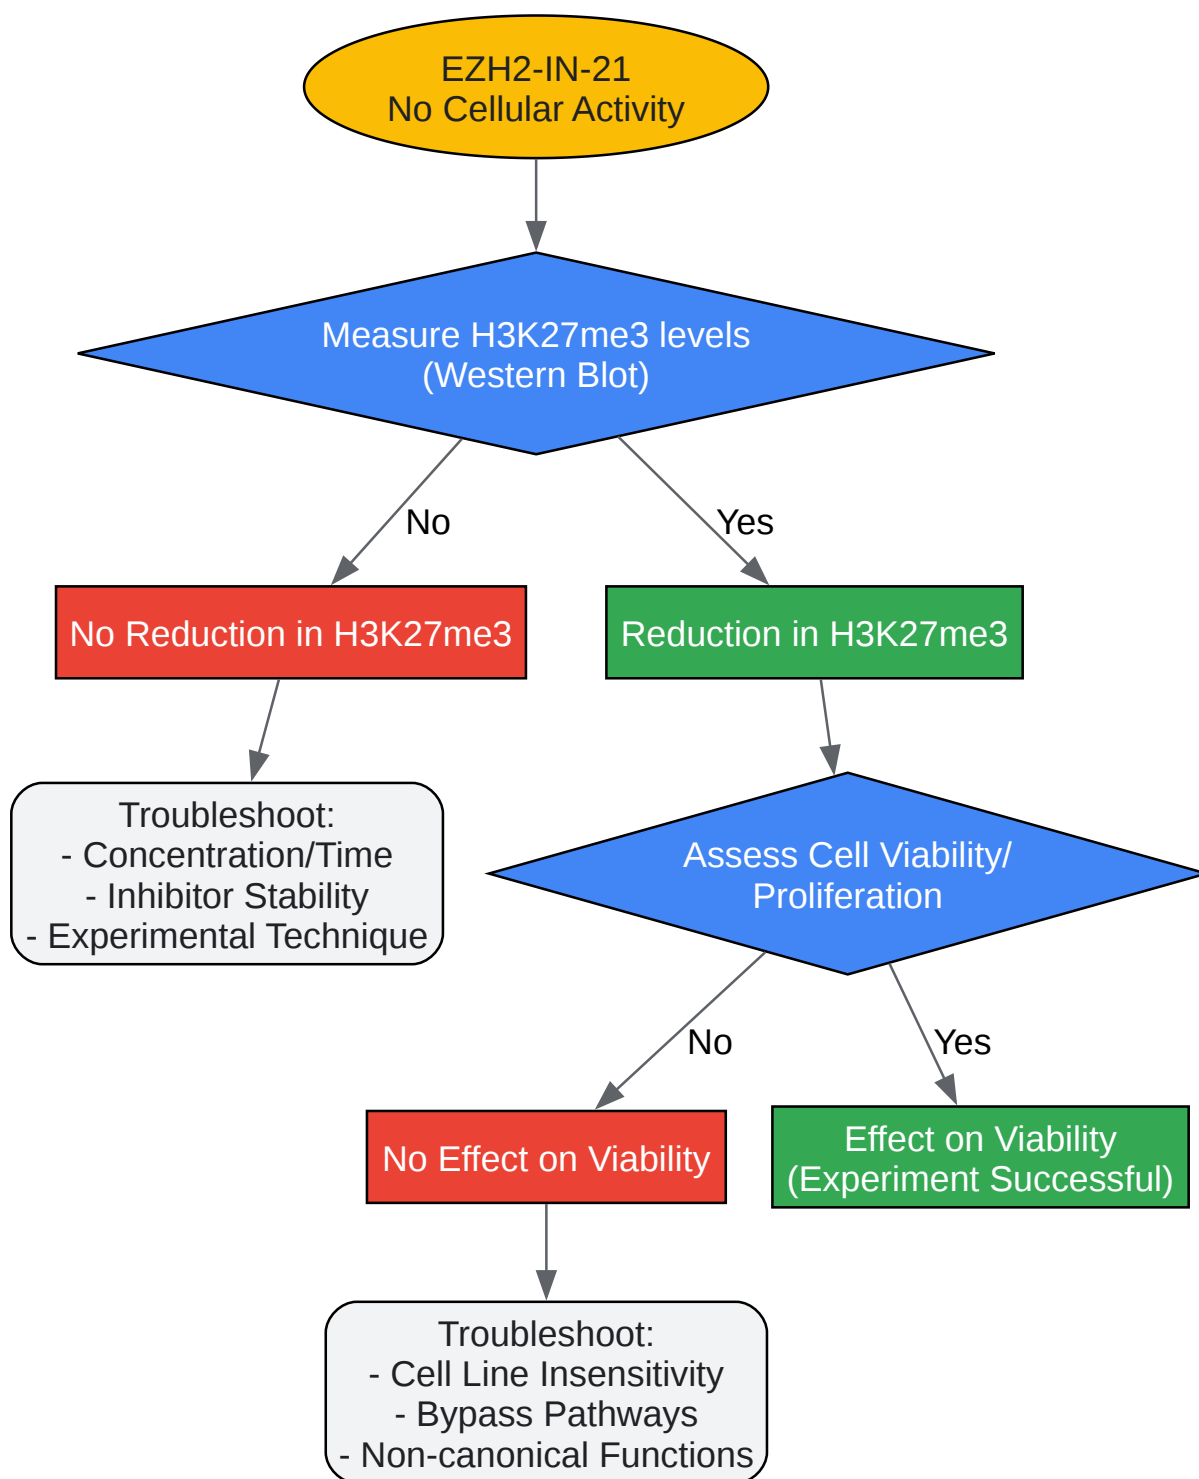 EZH2-IN-21
No Cellular Activity
Measure H3K27me3 levels
(Western Blot)
No
Yes
No Reduction in H3K27me3
Reduction in H3K27me3
Troubleshoot:
- Concentration/Time
- Inhibitor Stability
- Experimental Technique
Assess Cell Viability/
Proliferation
No
Yes
No Effect on Viability
Effect on Viability
(Experiment Successful)
Troubleshoot:
- Cell Line Insensitivity
- Bypass Pathways
- Non-canonical Functions